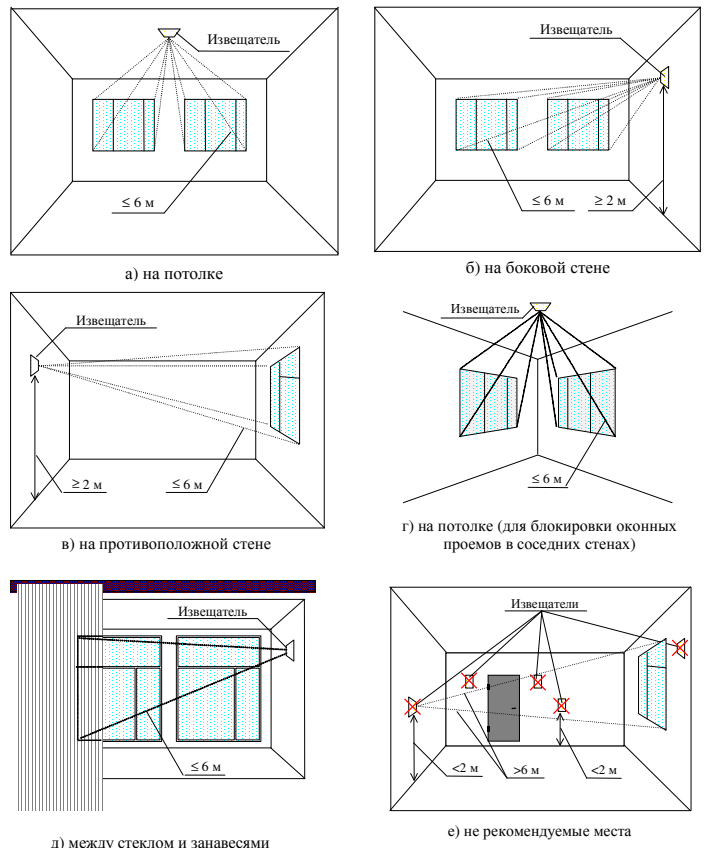 Извещатель
≤ 6 м
а) на потолке
Извещатель
≤ 6 м
≥ 2 м
б) на боковой стене
Извещатель
≥ 2 м
≤ 6 м
в) на противоположной стене
Извещатель
≤ 6 м
г) на потолке (для блокировки оконных
проемов в соседних стенах)
Извещатель
≤ 6 м
д) между стеклом и занавесями
Извещатели
<2 м
>6 м
<2 м
е) не рекомендуемые места